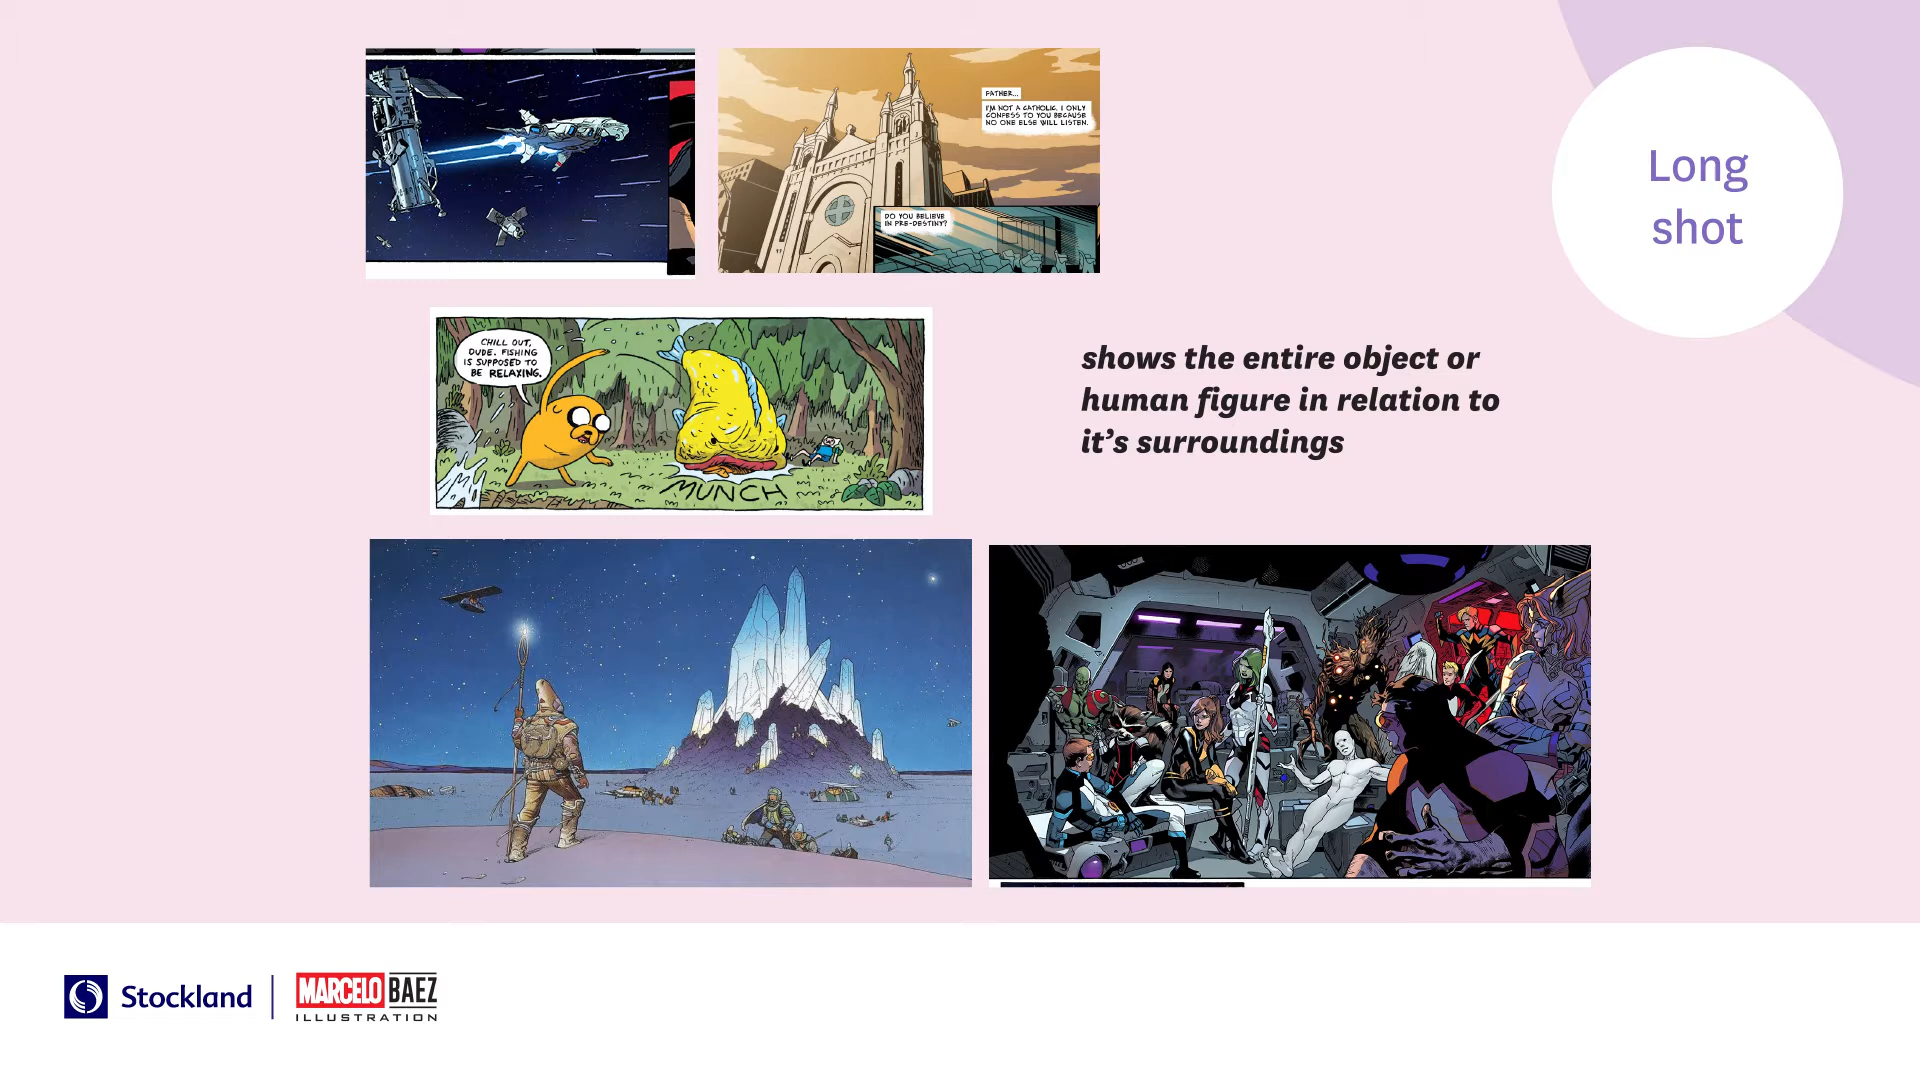 Long
shot
FATHER...
I'M NOT A CATHOLIC. I ONLY
CONFESS TO YOU BECAUSE
NO ONE ELSE WILL LISTEN.
DO YOU BELIEVE
IN PRE-DESTINY?
CHILL OUT,
DUDE. FISHING
IS SUPPOSED TO
BE RELAXING.
MUNCH
shows the entire object or
human figure in relation to
it's surroundings
Stockland
MARCELO BAEZ
ILLUSTRATION